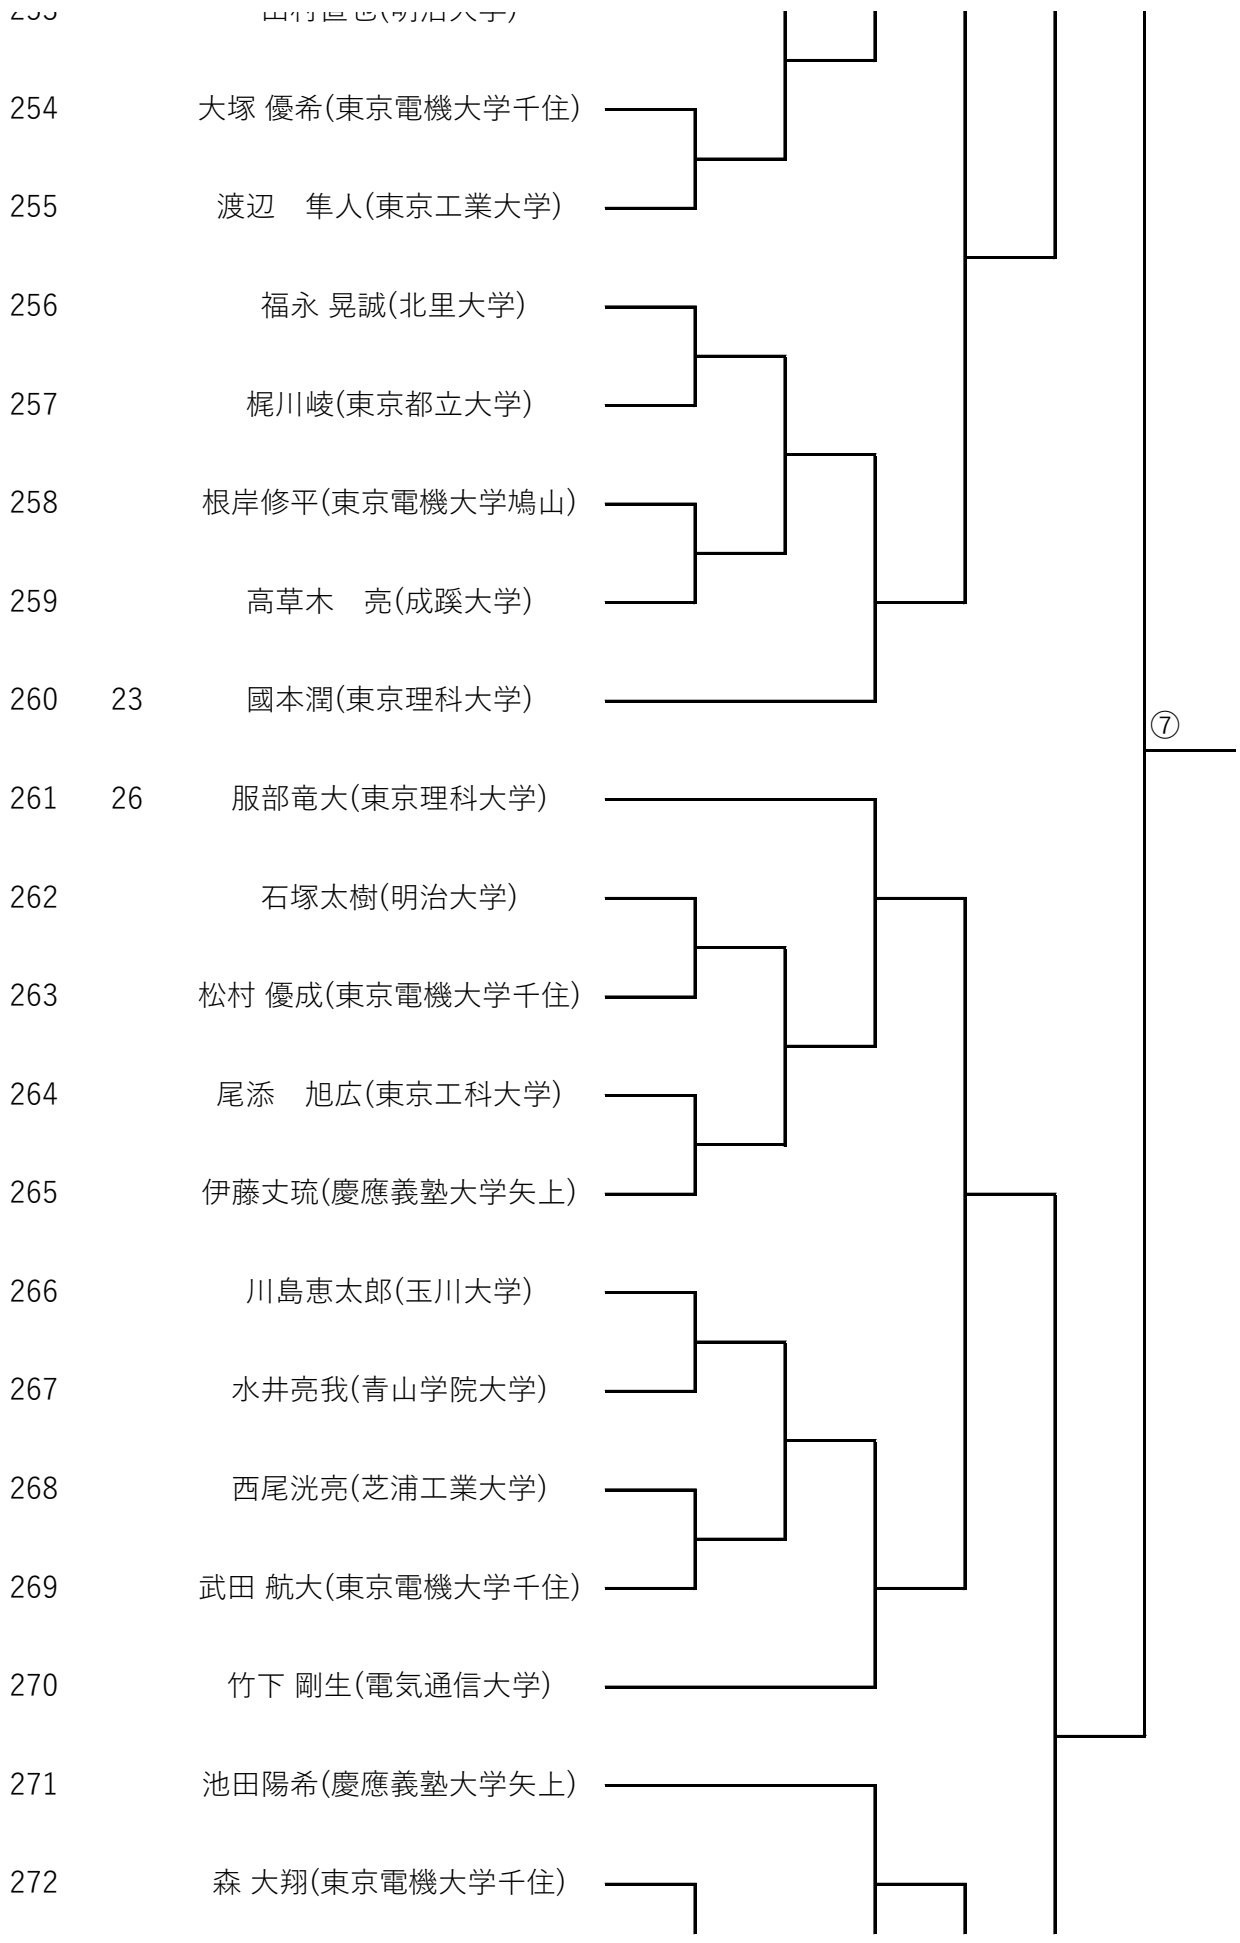 254 大塚 優希(東京電機大学千住)
255 渡辺　隼人(東京工業大学)
256 福永 晃誠(北里大学)
257 梶川崚(東京都立大学)
258 根岸修平(東京電機大学鳩山)
259 高草木　亮(成蹊大学)
260 23 國本潤(東京理科大学)
⑦
261 26 服部竜大(東京理科大学)
262 石塚太樹(明治大学)
263 松村 優成(東京電機大学千住)
264 尾添　旭広(東京工科大学)
265 伊藤丈琉(慶應義塾大学矢上)
266 川島恵太郎(玉川大学)
267 水井亮我(青山学院大学)
268 西尾洸亮(芝浦工業大学)
269 武田 航大(東京電機大学千住)
270 竹下 剛生(電気通信大学)
271 池田陽希(慶應義塾大学矢上)
272 森 大翔(東京電機大学千住)